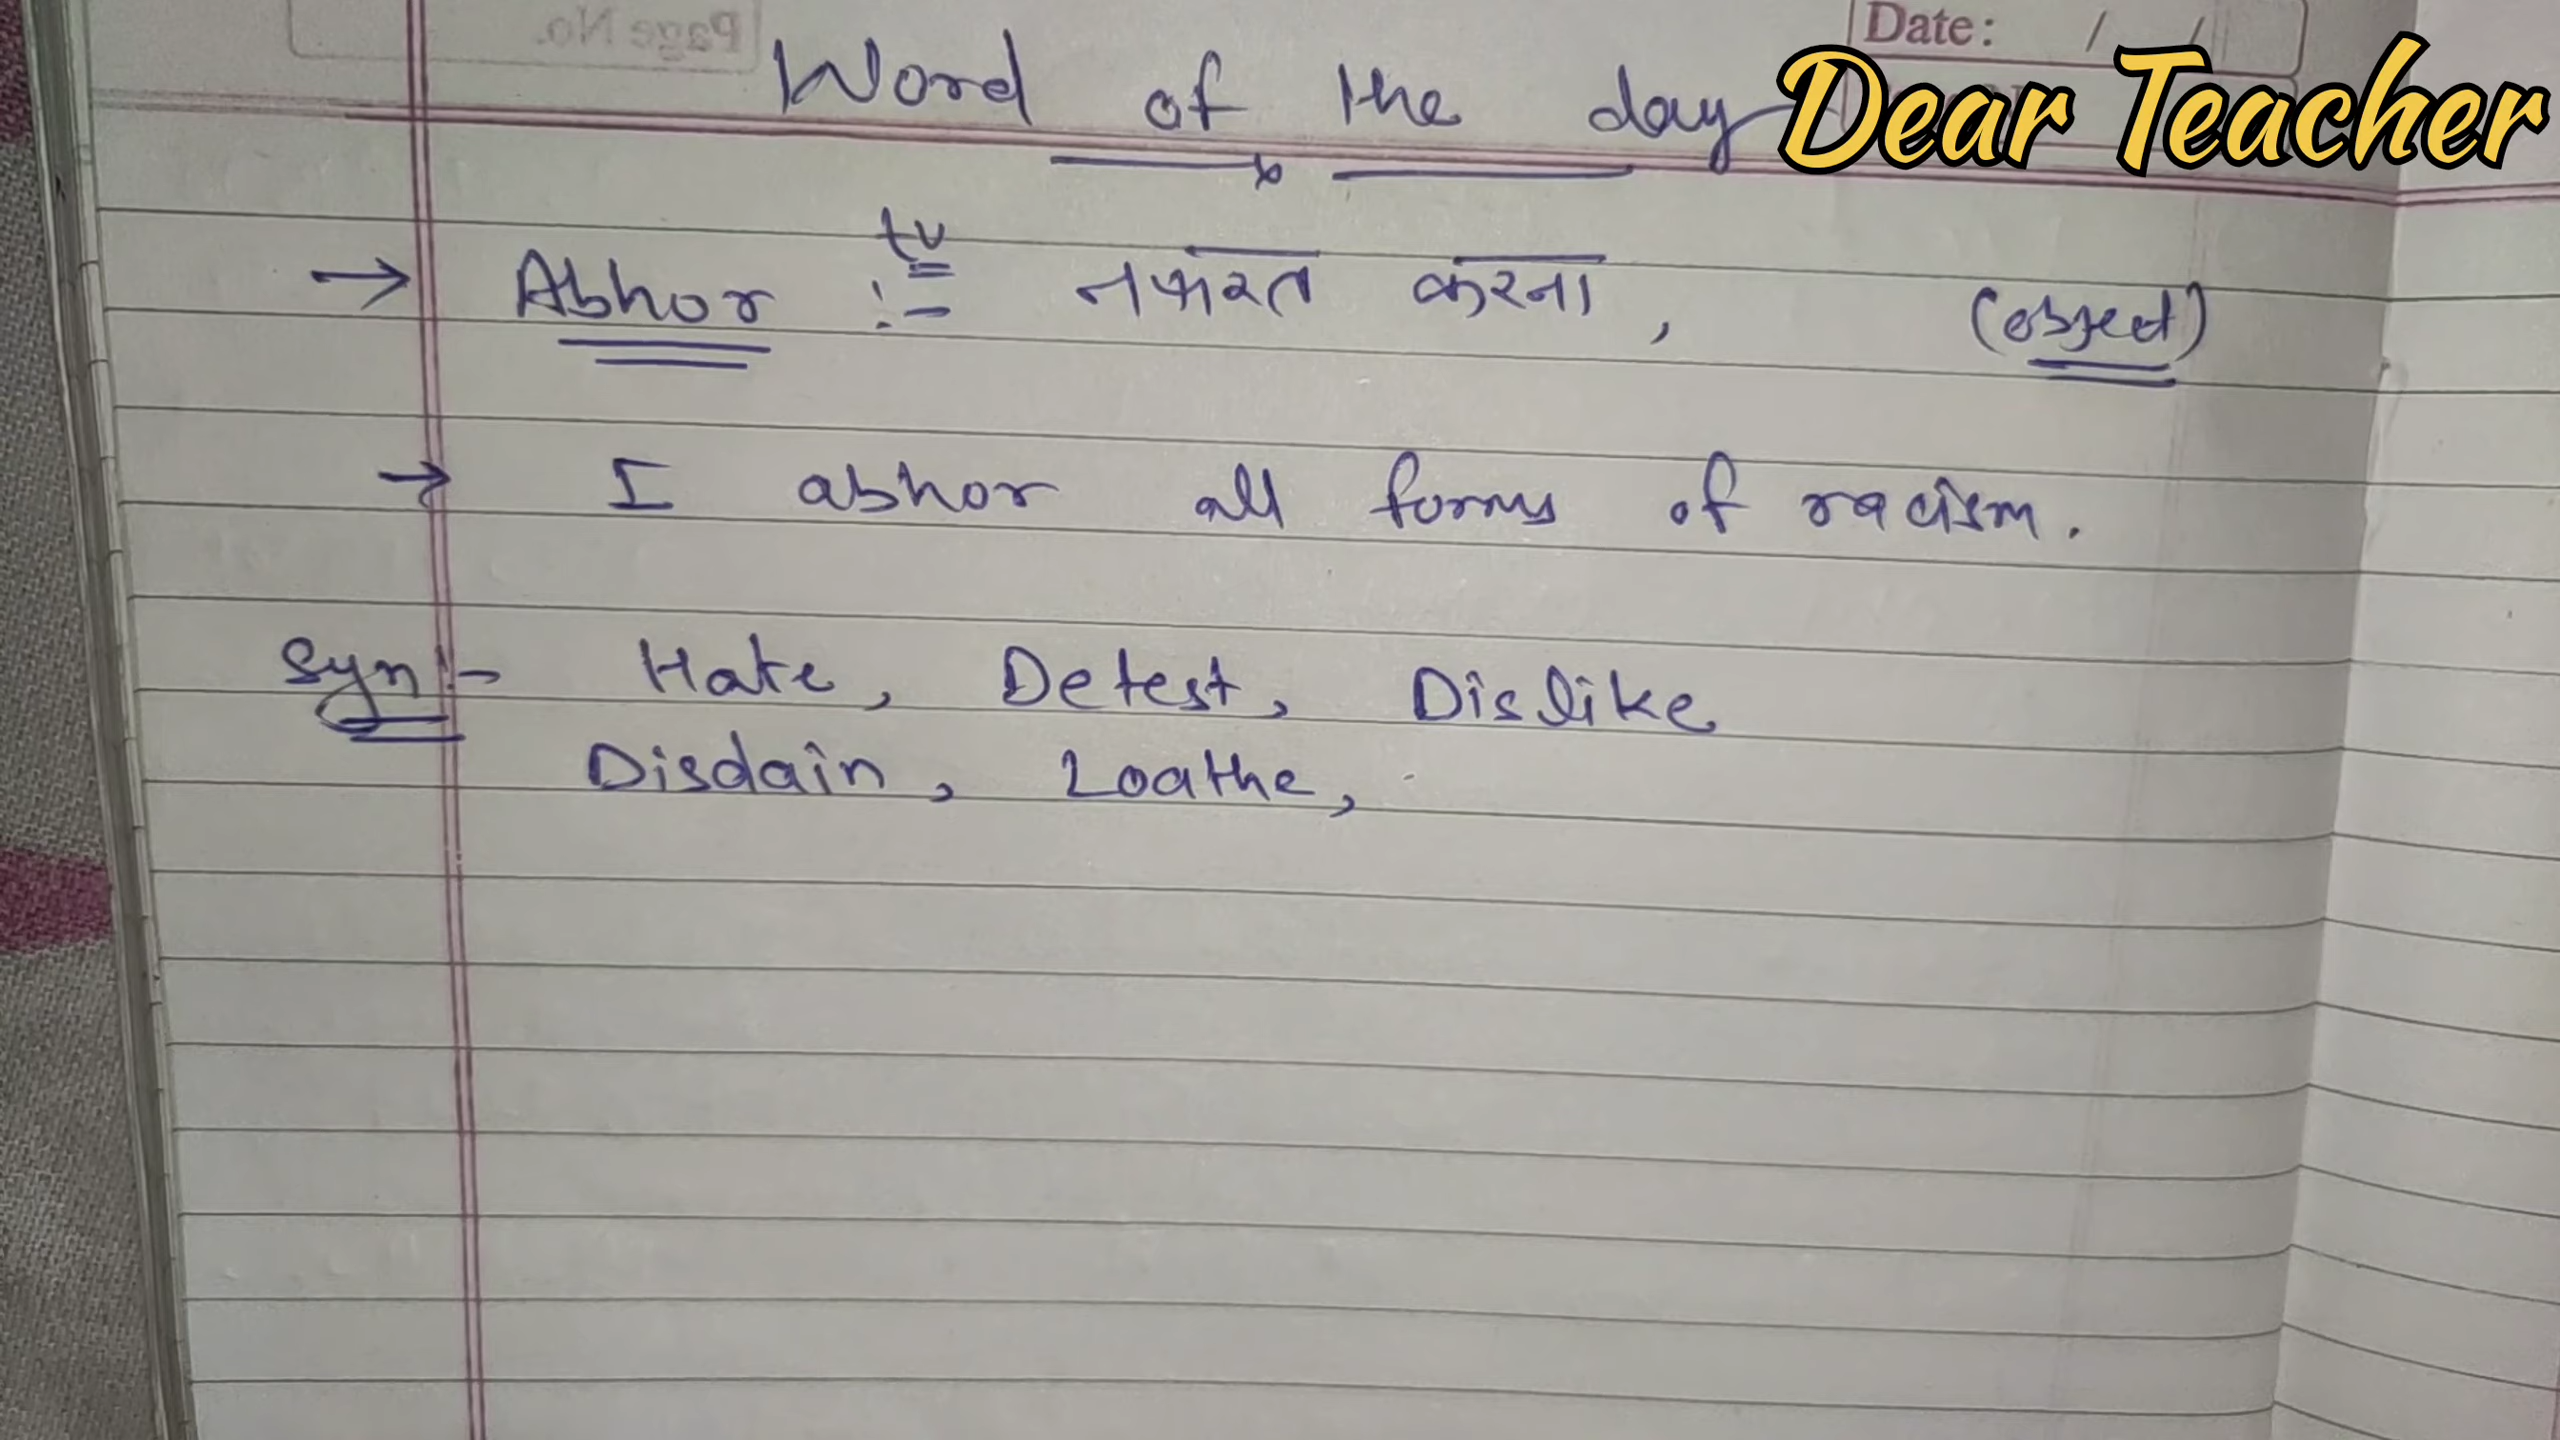 Page No.
Date: / /
Dear Teacher
Word of the day
tv
→ Abhor :- नफरत करना, (object)
→ I abhor all forms of racism.
Syn:- Hate, Detest, Dislike
Disdain, Loathe,